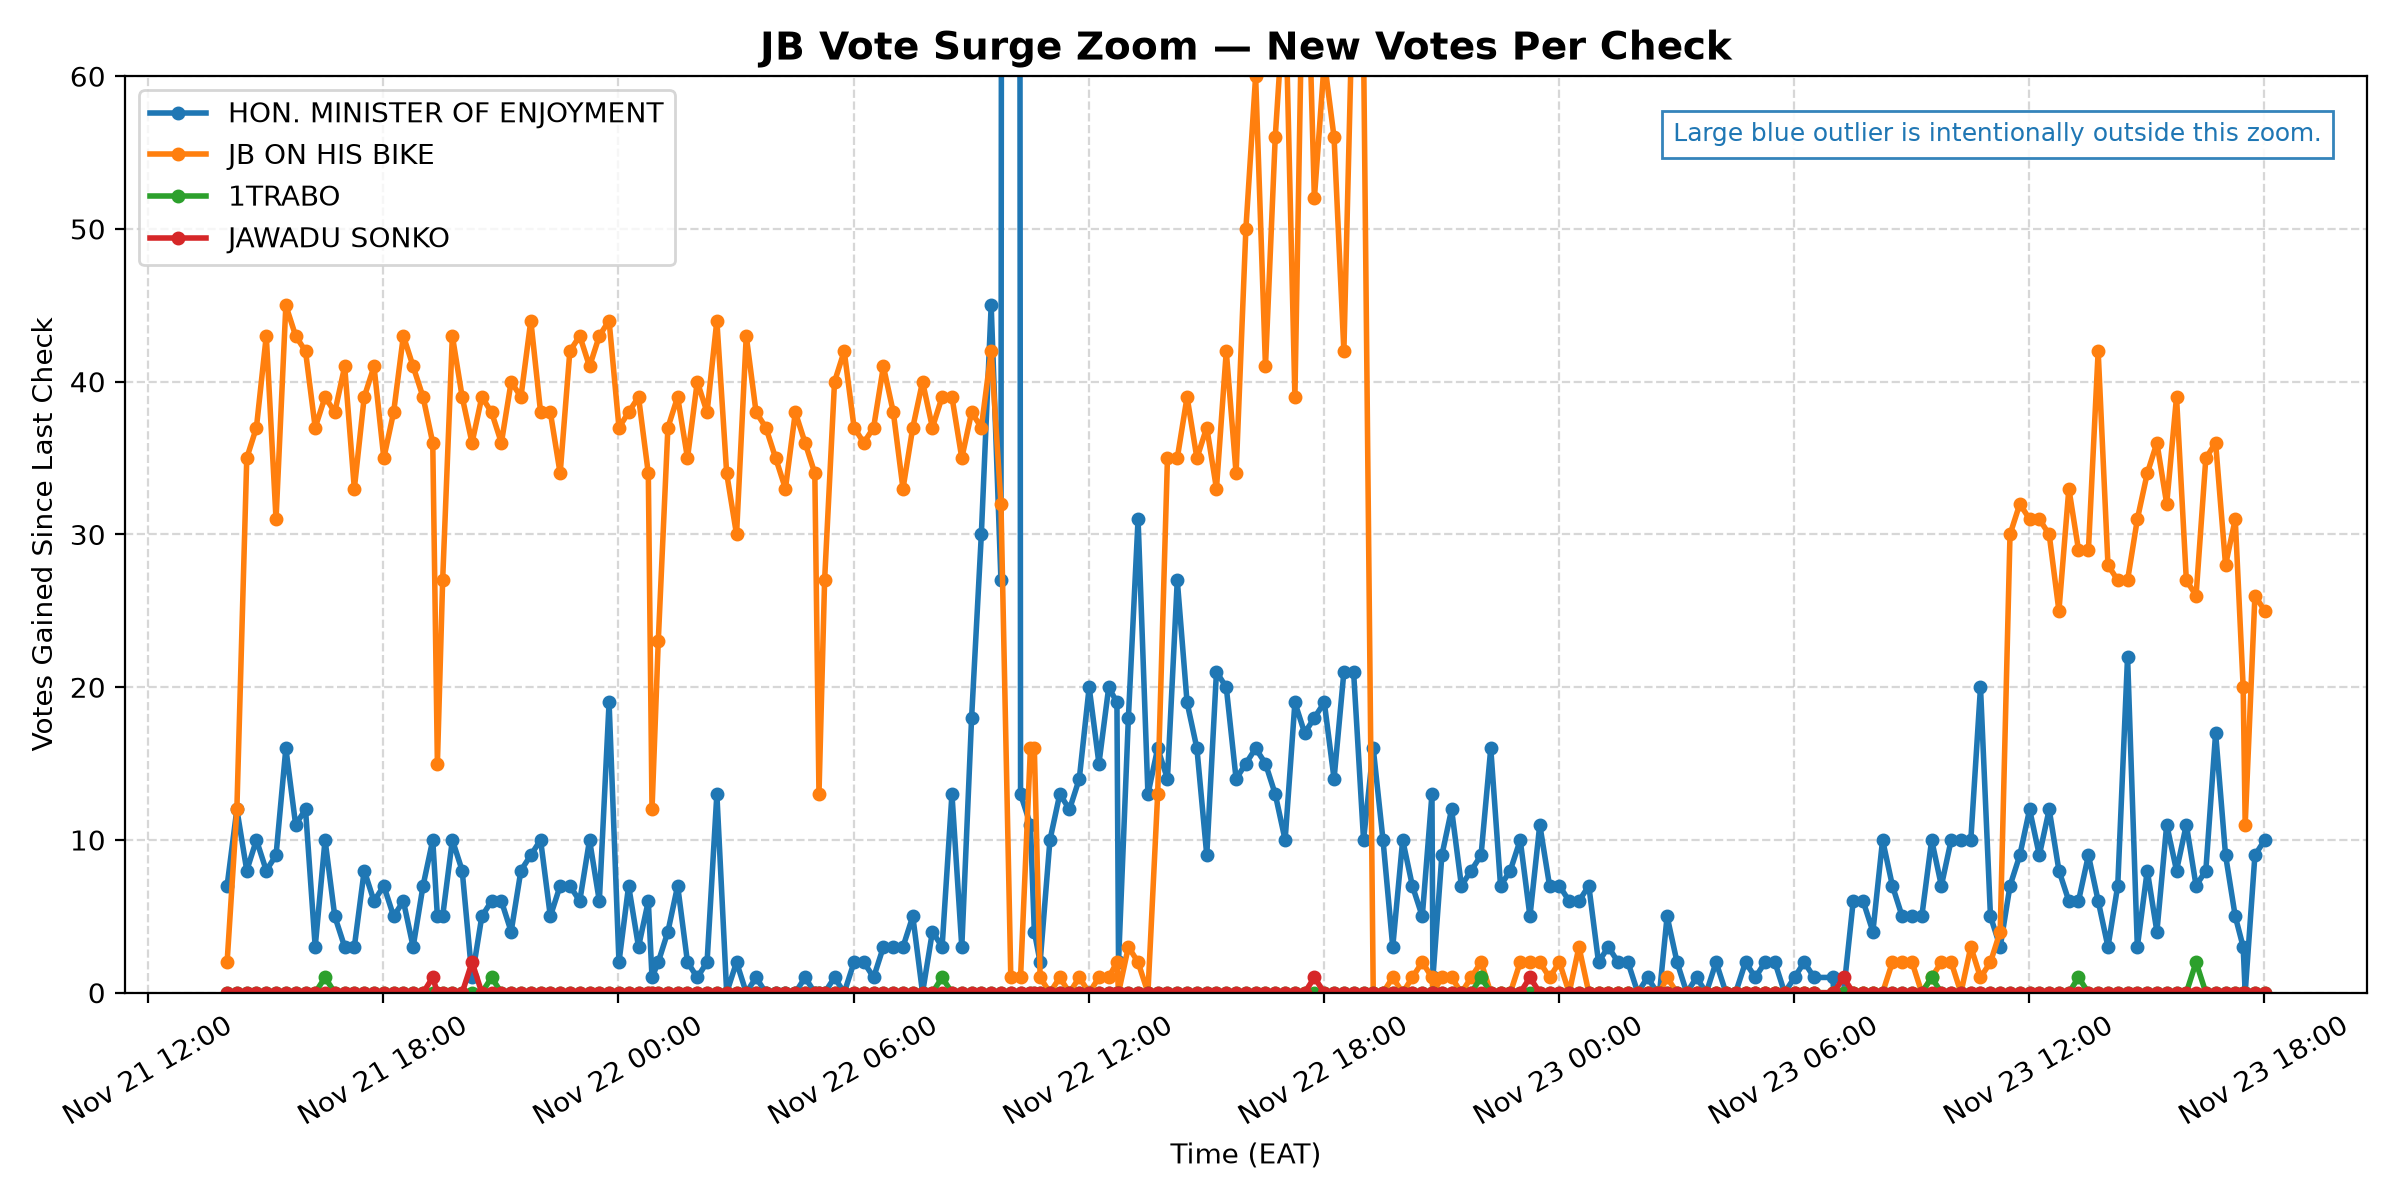 JB Vote Surge Zoom — New Votes Per Check
60
50
40
30
20
10
0
Votes Gained Since Last Check
HON. MINISTER OF ENJOYMENT
JB ON HIS BIKE
1TRABO
JAWADU SONKO
Large blue outlier is intentionally outside this zoom.
Nov 21 12:00
Nov 21 18:00
Nov 22 00:00
Nov 22 06:00
Nov 22 12:00
Nov 22 18:00
Nov 23 00:00
Nov 23 06:00
Nov 23 12:00
Nov 23 18:00
Time (EAT)